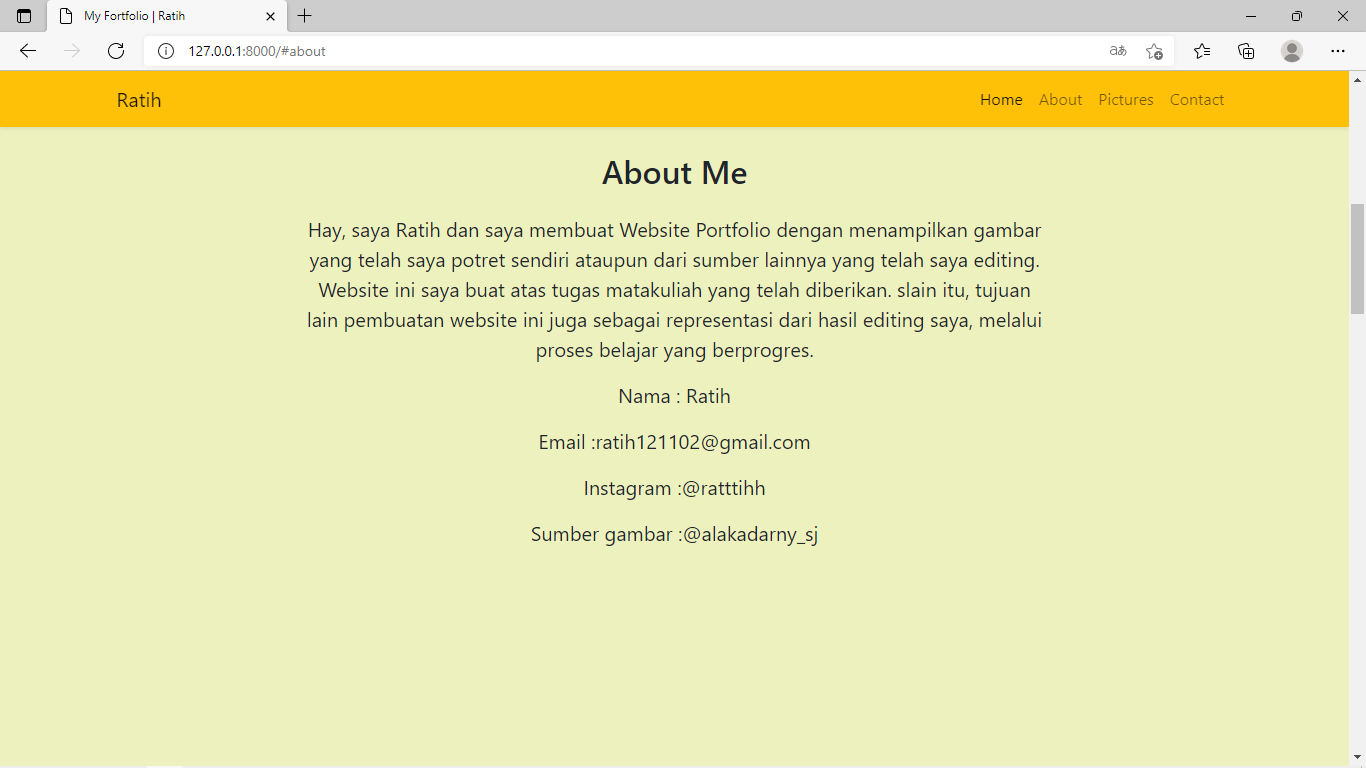 My Fortfolio | Ratih
127.0.0.1:8000/#about
aあ
Ratih
Home
About
Pictures
Contact
About Me
Hay, saya Ratih dan saya membuat Website Portfolio dengan menampilkan gambar
yang telah saya potret sendiri ataupun dari sumber lainnya yang telah saya editing.
Website ini saya buat atas tugas matakuliah yang telah diberikan. slain itu, tujuan
lain pembuatan website ini juga sebagai representasi dari hasil editing saya, melalui
proses belajar yang berprogres.
Nama : Ratih
Email :ratih121102@gmail.com
Instagram :@ratttihh
Sumber gambar :@alakadarny_sj